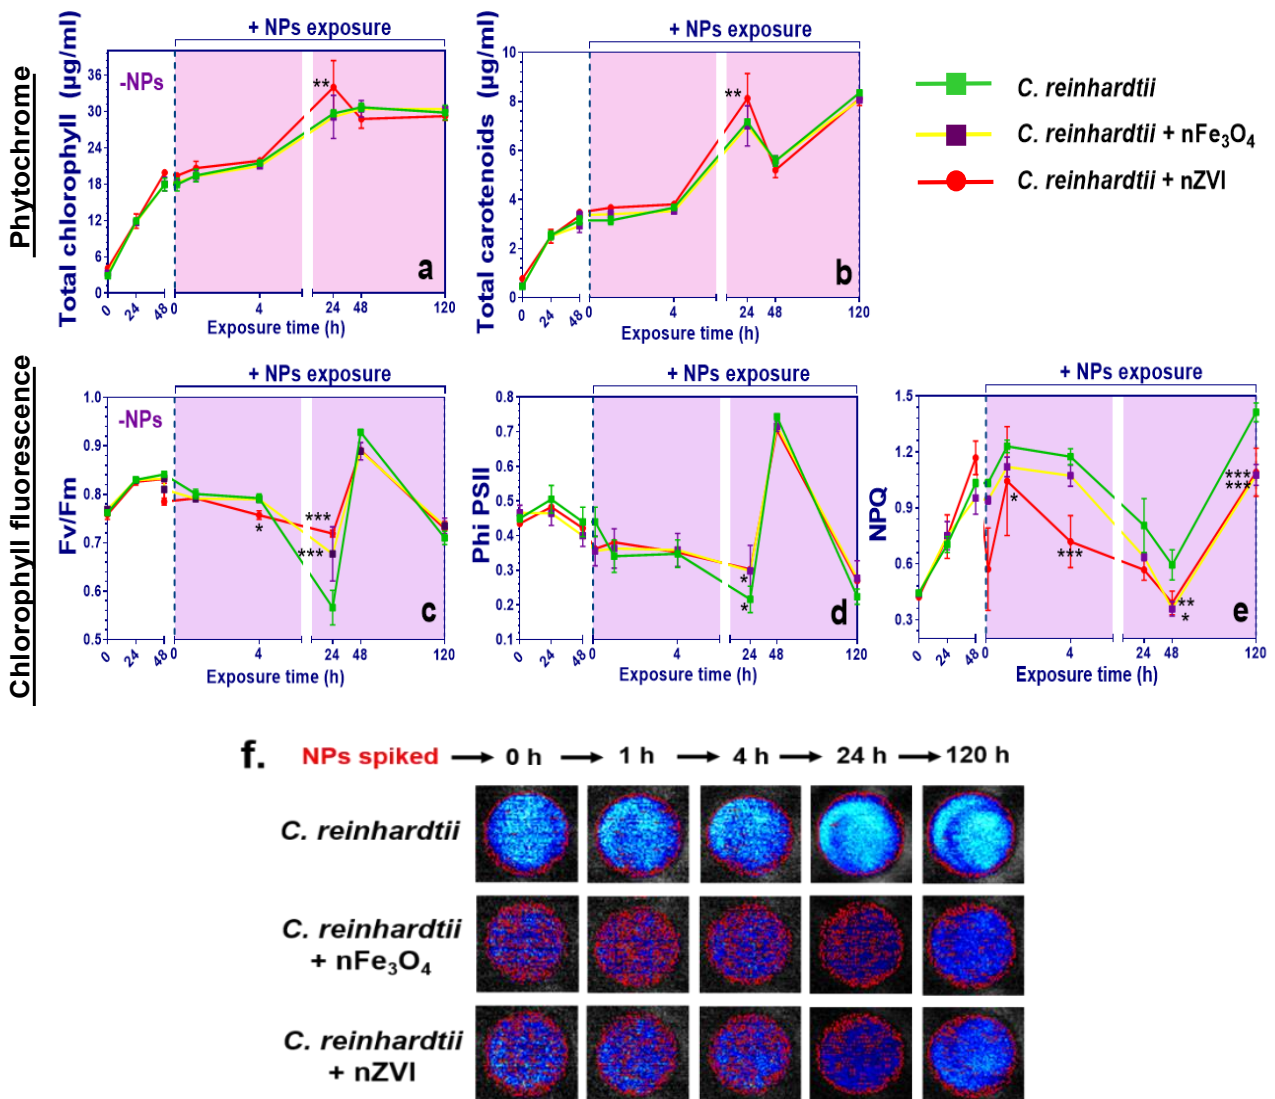 Phytochrome
+ NPs exposure
-NPs
Total chlorophyll (µg/ml)
36
30
24
18
12
6
0
**
a
0 24 48 0 4 24 48 120
Exposure time (h)
+ NPs exposure
Total carotenoids (µg/ml)
10
8
6
4
2
0
**
b
0 24 48 0 4 24 48 120
Exposure time (h)
C. reinhardtii
C. reinhardtii + nFe₃O₄
C. reinhardtii + nZVI
Chlorophyll fluorescence
+ NPs exposure
-NPs
Fv/Fm
1.0
0.9
0.8
0.7
0.6
0.5
*
***
***
c
0 24 48 0 4 24 48 120
Exposure time (h)
+ NPs exposure
Phi PSII
0.8
0.7
0.6
0.5
0.4
0.3
0.2
0.1
*
*
d
0 24 48 0 4 24 48 120
Exposure time (h)
+ NPs exposure
NPQ
1.5
1.2
0.9
0.6
0.3
*
***
**
*
***
***
e
0 24 48 0 4 24 48 120
Exposure time (h)
f. NPs spiked → 0 h → 1 h → 4 h → 24 h → 120 h
C. reinhardtii
C. reinhardtii
+ nFe₃O₄
C. reinhardtii
+ nZVI